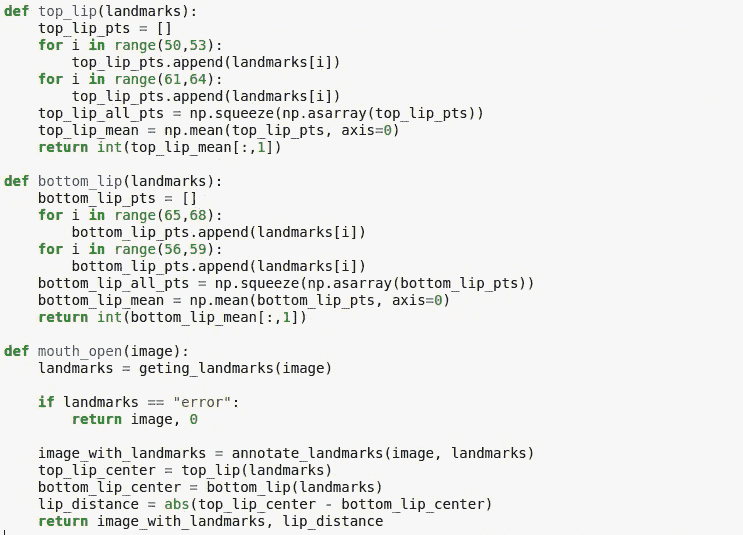 def top_lip(landmarks):
    top_lip_pts = []
    for i in range(50,53):
        top_lip_pts.append(landmarks[i])
    for i in range(61,64):
        top_lip_pts.append(landmarks[i])
    top_lip_all_pts = np.squeeze(np.asarray(top_lip_pts))
    top_lip_mean = np.mean(top_lip_pts, axis=0)
    return int(top_lip_mean[:,1])

def bottom_lip(landmarks):
    bottom_lip_pts = []
    for i in range(65,68):
        bottom_lip_pts.append(landmarks[i])
    for i in range(56,59):
        bottom_lip_pts.append(landmarks[i])
    bottom_lip_all_pts = np.squeeze(np.asarray(bottom_lip_pts))
    bottom_lip_mean = np.mean(bottom_lip_pts, axis=0)
    return int(bottom_lip_mean[:,1])

def mouth_open(image):
    landmarks = geting_landmarks(image)

    if landmarks == "error":
        return image, 0

    image_with_landmarks = annotate_landmarks(image, landmarks)
    top_lip_center = top_lip(landmarks)
    bottom_lip_center = bottom_lip(landmarks)
    lip_distance = abs(top_lip_center - bottom_lip_center)
    return image_with_landmarks, lip_distance